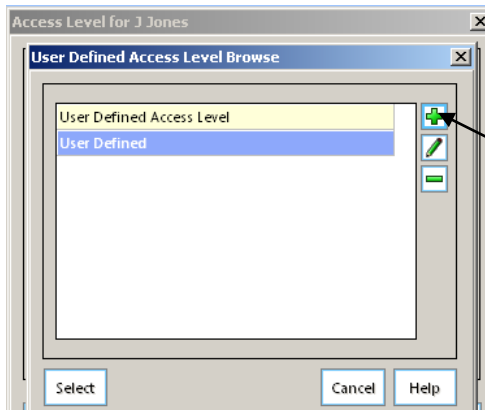 Access Level for J Jones
User Defined Access Level Browse
User Defined Access Level
User Defined
Select
Cancel
Help